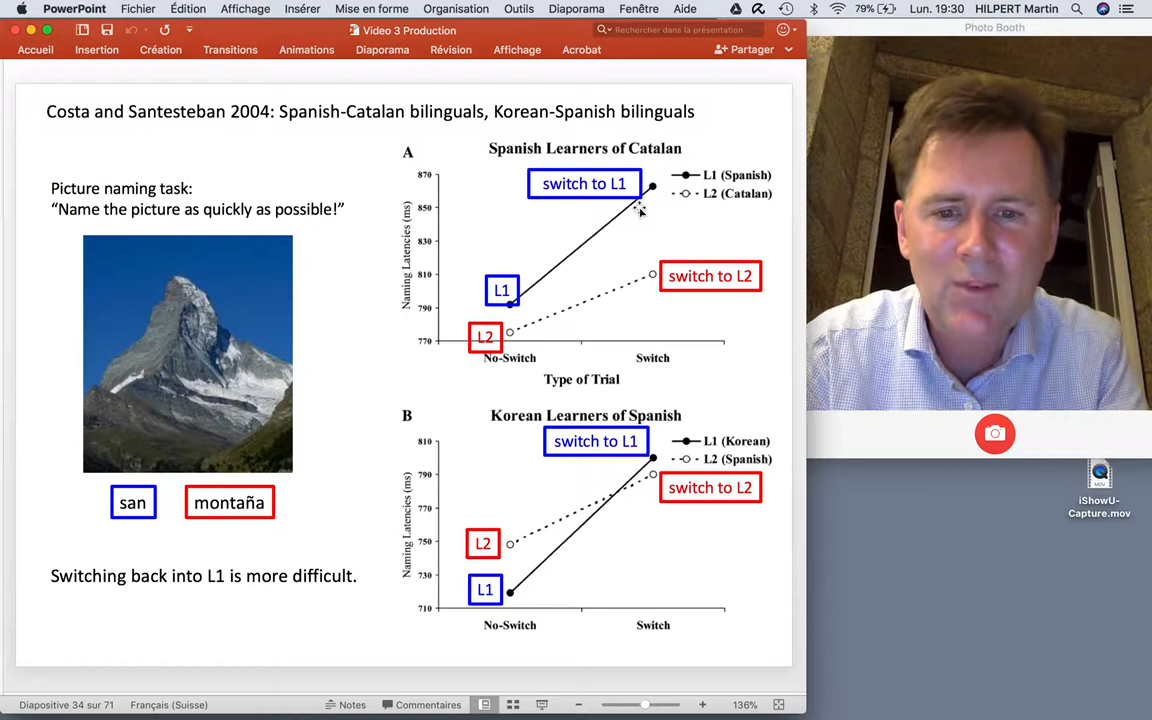 PowerPoint Fichier Édition Affichage Insérer Mise en forme Organisation Outils Diaporama Fenêtre Aide 79% Lun. 19:30 HILPERT Martin
Video 3 Production
Rechercher dans la présentation
Photo Booth
Accueil Insertion Création Transitions Animations Diaporama Révision Affichage Acrobat Partager
Costa and Santesteban 2004: Spanish-Catalan bilinguals, Korean-Spanish bilinguals
Picture naming task:
“Name the picture as quickly as possible!”
san montaña
Switching back into L1 is more difficult.
A Spanish Learners of Catalan
870
850
830
810
790
770
Naming Latencies (ms)
switch to L1
L1 (Spanish)
L2 (Catalan)
switch to L2
L1
L2
No-Switch Switch
Type of Trial
B Korean Learners of Spanish
810
790
770
750
730
710
Naming Latencies (ms)
switch to L1
L1 (Korean)
L2 (Spanish)
switch to L2
L2
L1
No-Switch Switch
iShowU-
Capture.mov
Diapositive 34 sur 71 Français (Suisse) Notes Commentaires 136%